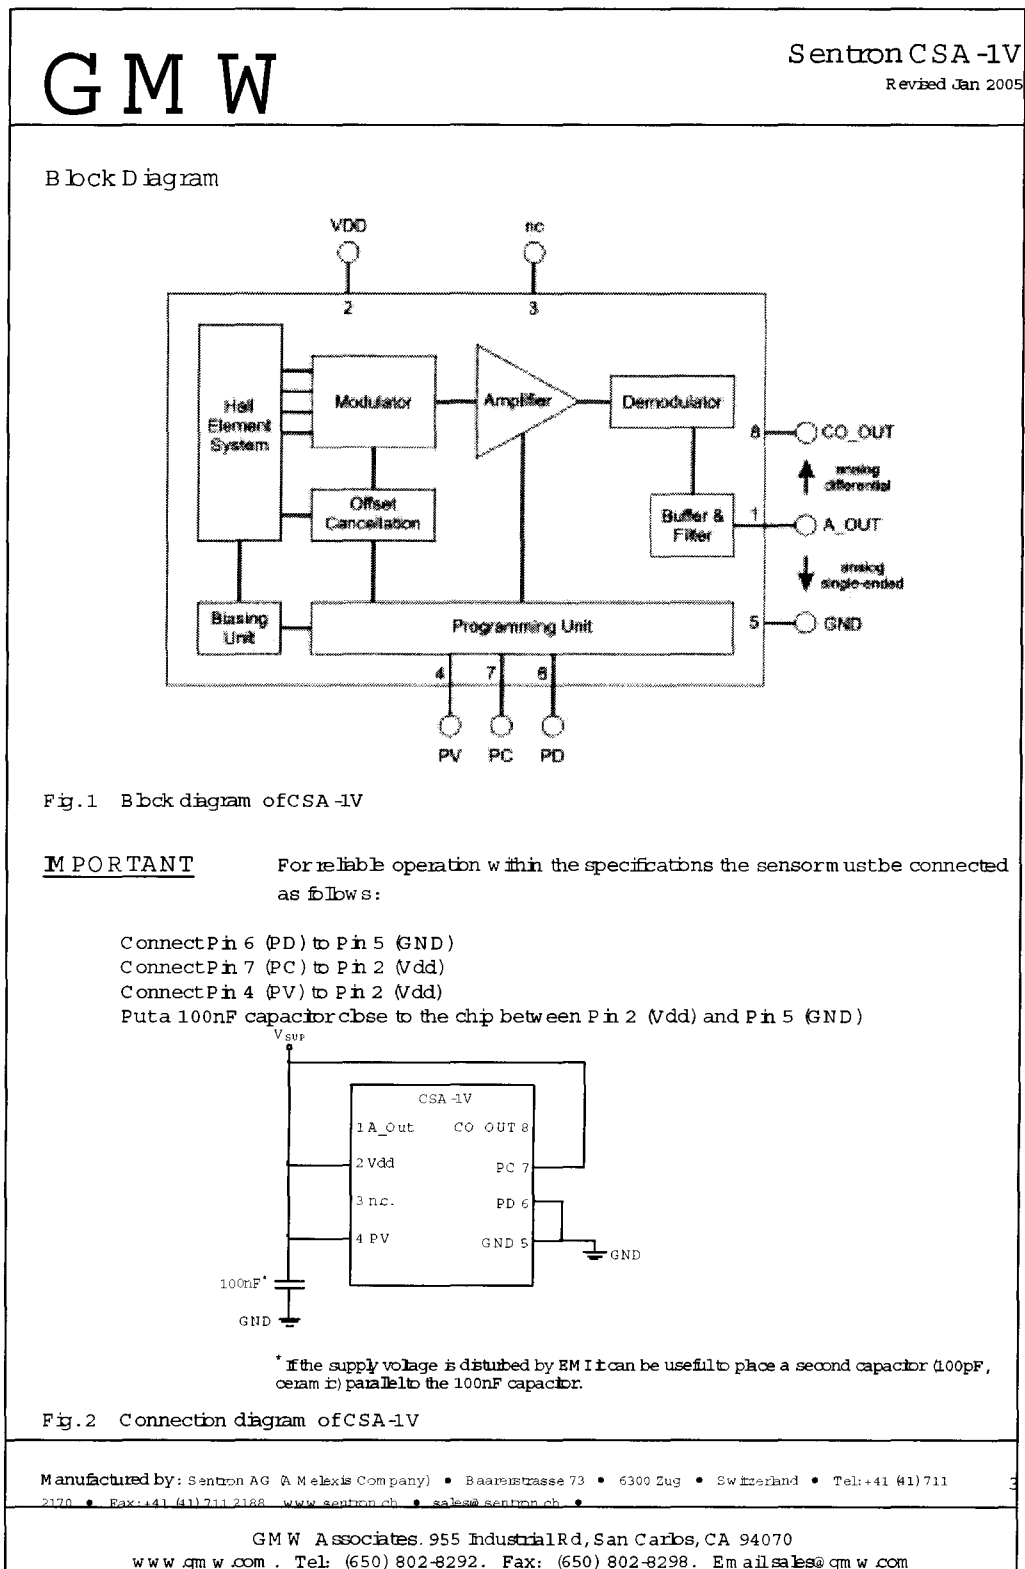 GMW
Sentron CSA-1V
Revised Jan 2005
Block Diagram
VDD
nc
2
3
Hall
Element
System
Modulator
Amplifier
Demodulator
8
CO_OUT
analog
differential
Offset
Cancellation
Buffer &
Filter
1
A_OUT
analog
single-ended
Biasing
Unit
Programming Unit
5
GND
4
7
6
PV
PC
PD
Fig.1 Block diagram of CSA-1V
IMPORTANT
For reliable operation within the specifications the sensor must be connected
as follows:
Connect Pin 6 (PD) to Pin 5 (GND)
Connect Pin 7 (PC) to Pin 2 (Vdd)
Connect Pin 4 (PV) to Pin 2 (Vdd)
Put a 100nF capacitor close to the chip between Pin 2 (Vdd) and Pin 5 (GND)
VSUP
CSA-1V
1 A_Out
CO OUT 8
2 Vdd
PC 7
3 n.c.
PD 6
4 PV
GND 5
GND
100nF*
GND
* If the supply voltage is disturbed by EMI it can be useful to place a second capacitor (100pF,
ceramic) parallel to the 100nF capacitor.
Fig.2 Connection diagram of CSA-1V
Manufactured by: Sentron AG (A Melexis Company) • Baarerstrasse 73 • 6300 Zug • Switzerland • Tel: +41 (41) 711
3
2170 • Fax: +41 (41) 711 2188 www.sentron.ch • sales@sentron.ch •
GMW Associates. 955 Industrial Rd, San Carlos, CA 94070
www.gmw.com. Tel: (650) 802-8292. Fax: (650) 802-8298. Email sales@gmw.com